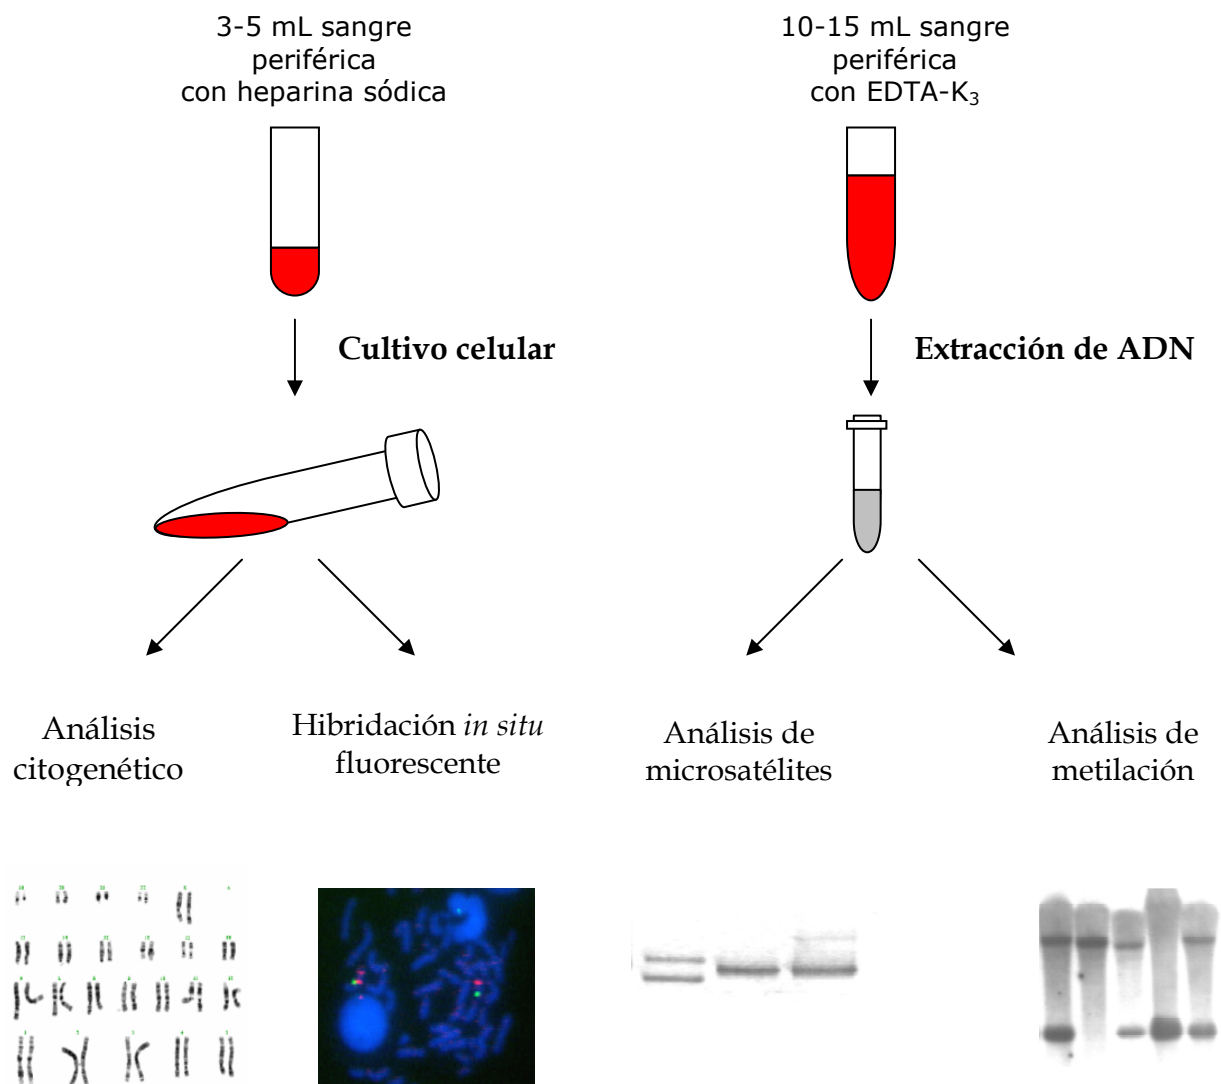 3-5 mL sangre
periférica
con heparina sódica
10-15 mL sangre
periférica
con EDTA-K₃
Cultivo celular
Extracción de ADN
Análisis
citogenético
Hibridación in situ
fluorescente
Análisis de
microsatélites
Análisis de
metilación